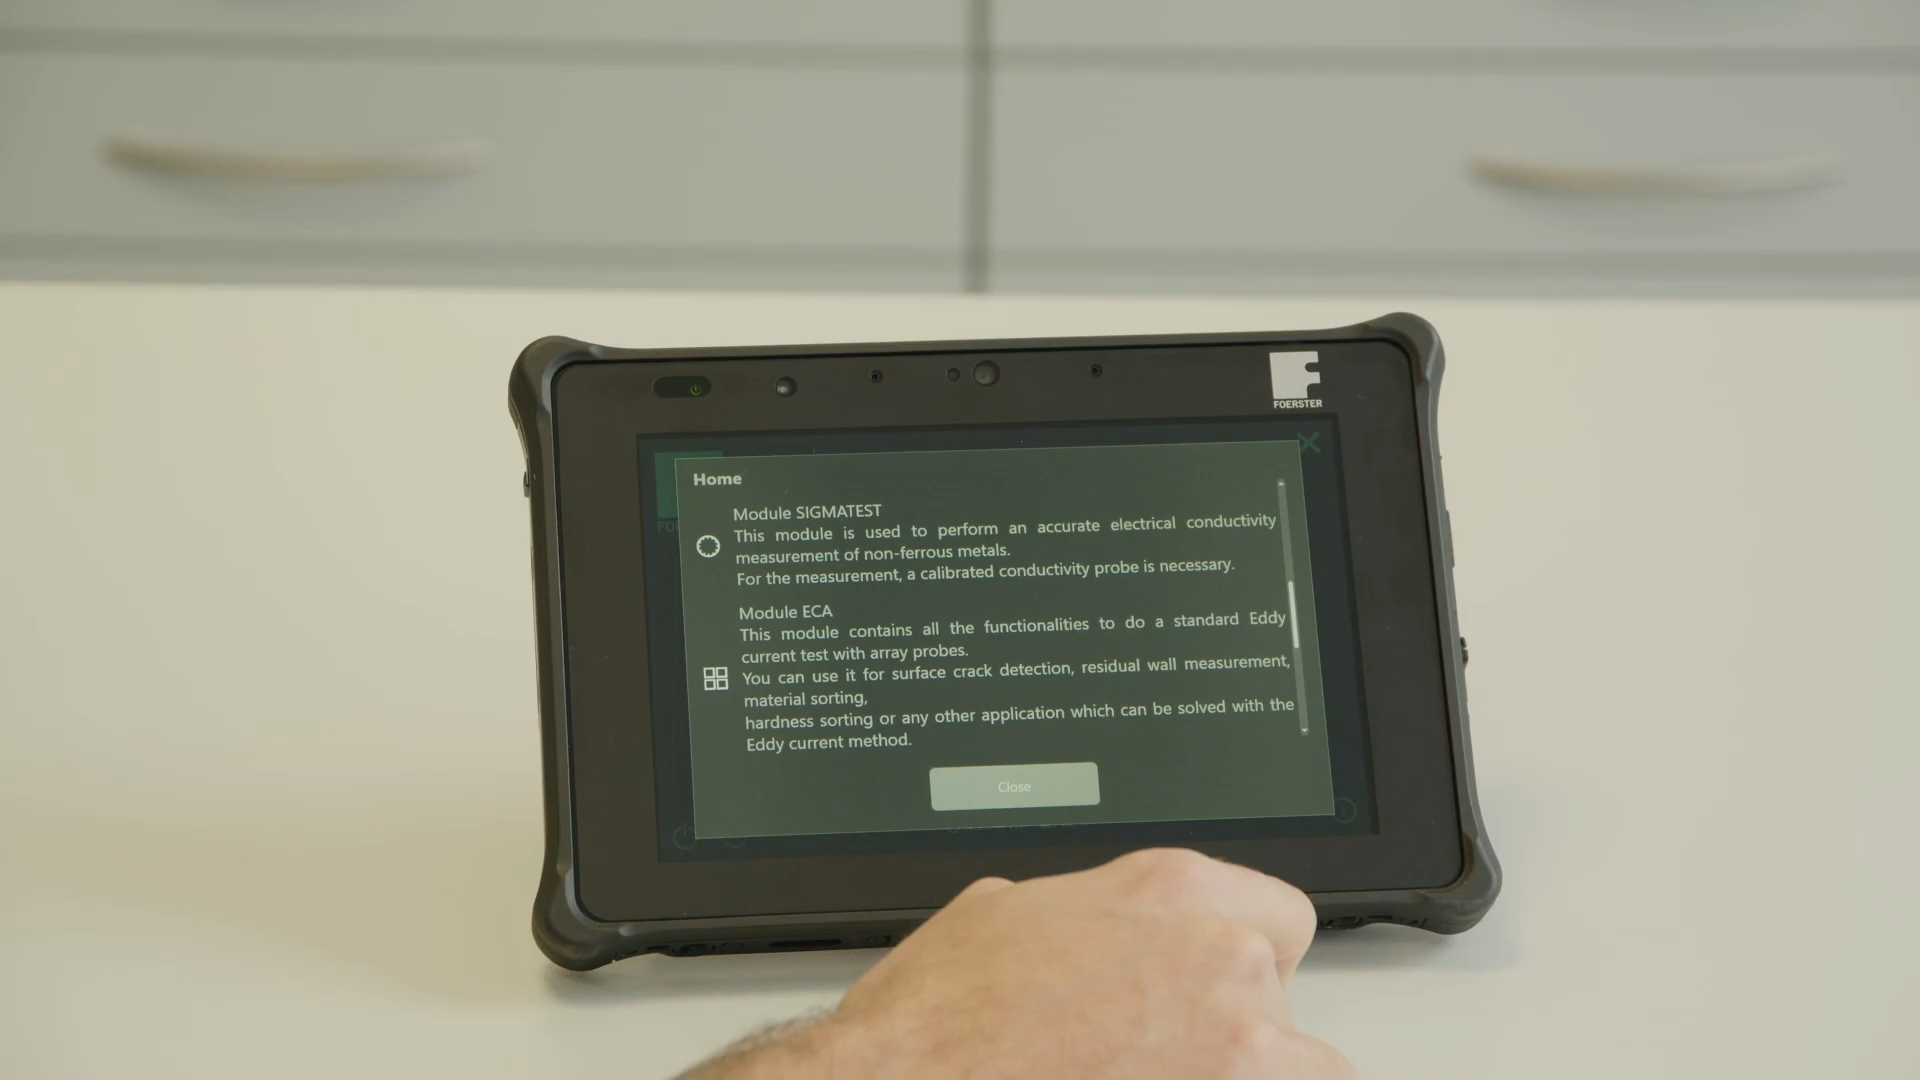 FOERSTER
Home
Module SIGMATEST
This module is used to perform an accurate electrical conductivity
measurement of non-ferrous metals.
For the measurement, a calibrated conductivity probe is necessary.
Module ECA
This module contains all the functionalities to do a standard Eddy
current test with array probes.
You can use it for surface crack detection, residual wall measurement,
material sorting,
hardness sorting or any other application which can be solved with the
Eddy current method.
Close